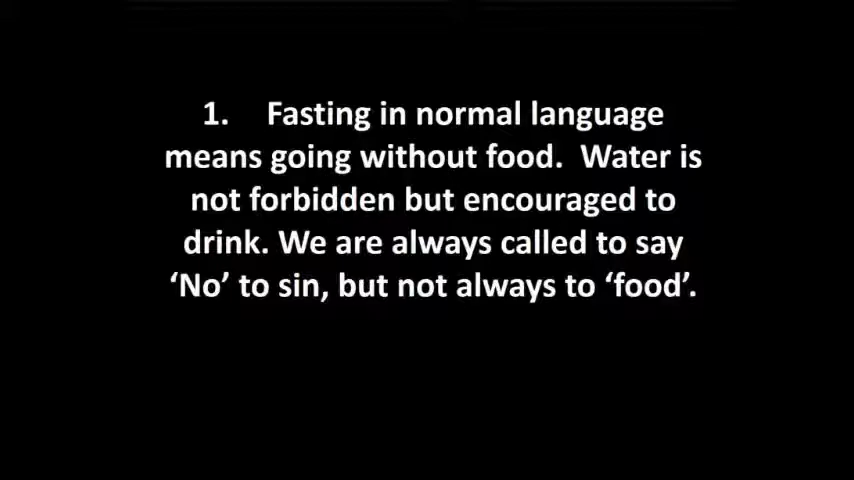 1. Fasting in normal language
means going without food. Water is
not forbidden but encouraged to
drink. We are always called to say
‘No’ to sin, but not always to ‘food’.